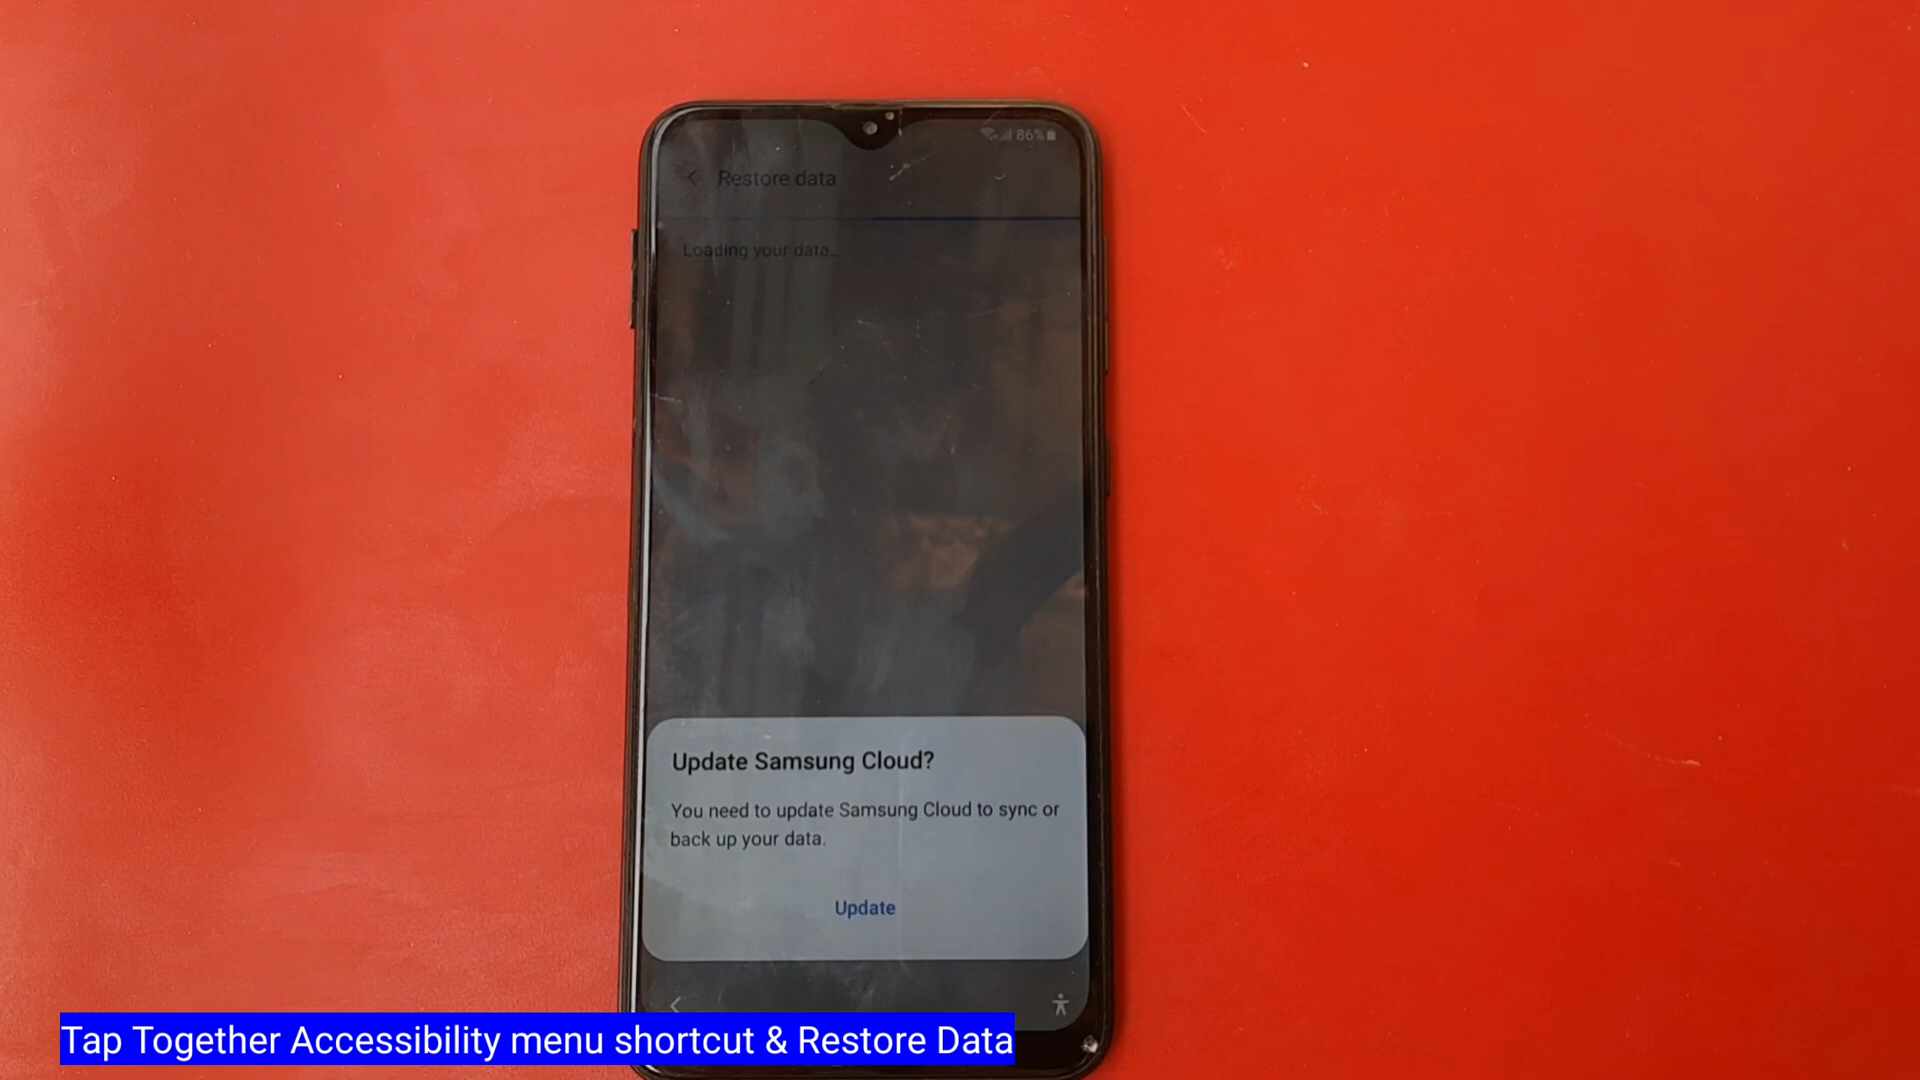 86%
Restore data
Loading your data...
Update Samsung Cloud?
You need to update Samsung Cloud to sync or
back up your data.
Update
Tap Together Accessibility menu shortcut & Restore Data